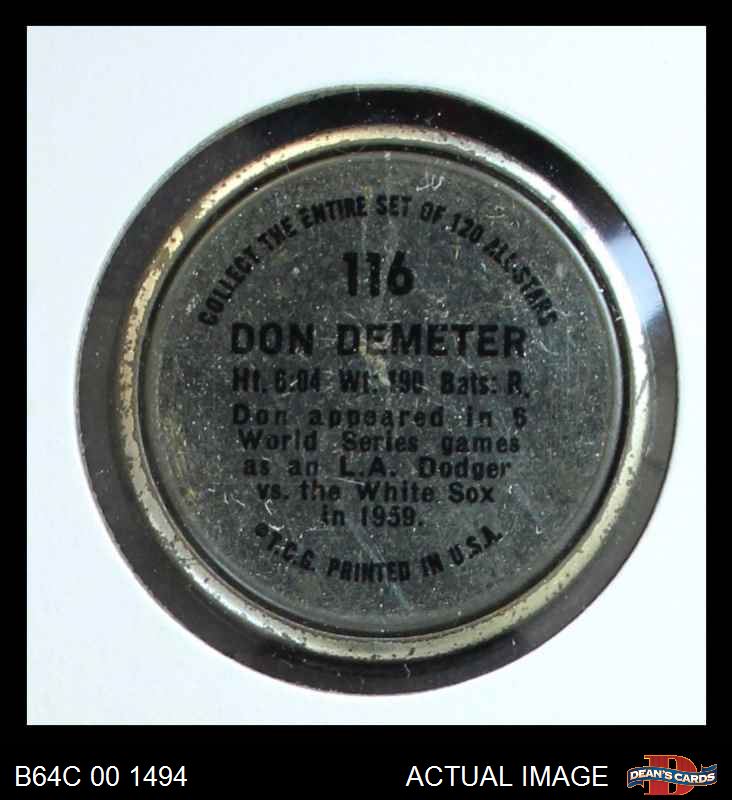 COLLECT THE ENTIRE SET OF 120 ALL-STARS
116
DON DEMETER
Ht. 6:04 Wt: 190 Bats: R.
Don appeared in 6
World Series games
as an L.A. Dodger
vs. the White Sox
in 1959.
©T.C.G. PRINTED IN U.S.A.
B64C 00 1494
ACTUAL IMAGE
D
DEAN'S CARDS